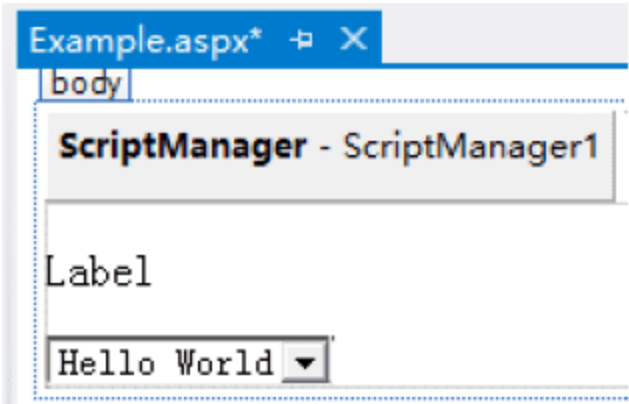 Example.aspx*
body
ScriptManager - ScriptManager1
Label
Hello World